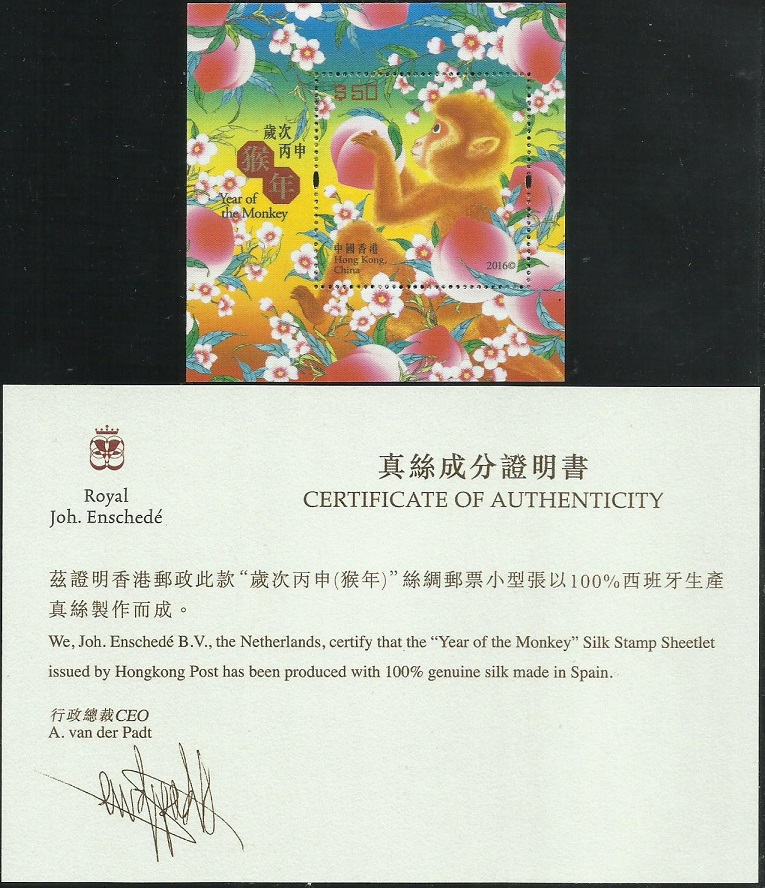 $50
歲次
丙申
猴
年
Year of
the Monkey
中國香港
Hong Kong,
China
2016©
Royal
Joh. Enschedé
真絲成分證明書
CERTIFICATE OF AUTHENTICITY
茲證明香港郵政此款“歲次丙申(猴年)”絲綢郵票小型張以100%西班牙生產
真絲製作而成。
We, Joh. Enschedé B.V., the Netherlands, certify that the “Year of the Monkey” Silk Stamp Sheetlet
issued by Hongkong Post has been produced with 100% genuine silk made in Spain.
行政總裁CEO
A. van der Padt